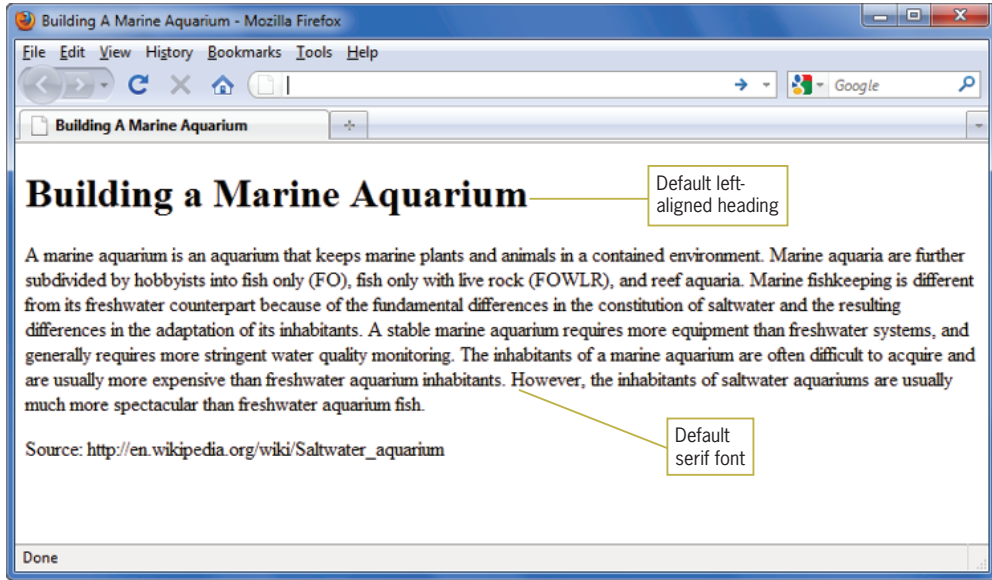 Building A Marine Aquarium - Mozilla Firefox
File Edit View History Bookmarks Tools Help
Google
Building A Marine Aquarium
Building a Marine Aquarium
Default left-
aligned heading
A marine aquarium is an aquarium that keeps marine plants and animals in a contained environment. Marine aquaria are further
subdivided by hobbyists into fish only (FO), fish only with live rock (FOWLR), and reef aquaria. Marine fishkeeping is different
from its freshwater counterpart because of the fundamental differences in the constitution of saltwater and the resulting
differences in the adaptation of its inhabitants. A stable marine aquarium requires more equipment than freshwater systems, and
generally requires more stringent water quality monitoring. The inhabitants of a marine aquarium are often difficult to acquire and
are usually more expensive than freshwater aquarium inhabitants. However, the inhabitants of saltwater aquariums are usually
much more spectacular than freshwater aquarium fish.
Default
serif font
Source: http://en.wikipedia.org/wiki/Saltwater_aquarium
Done